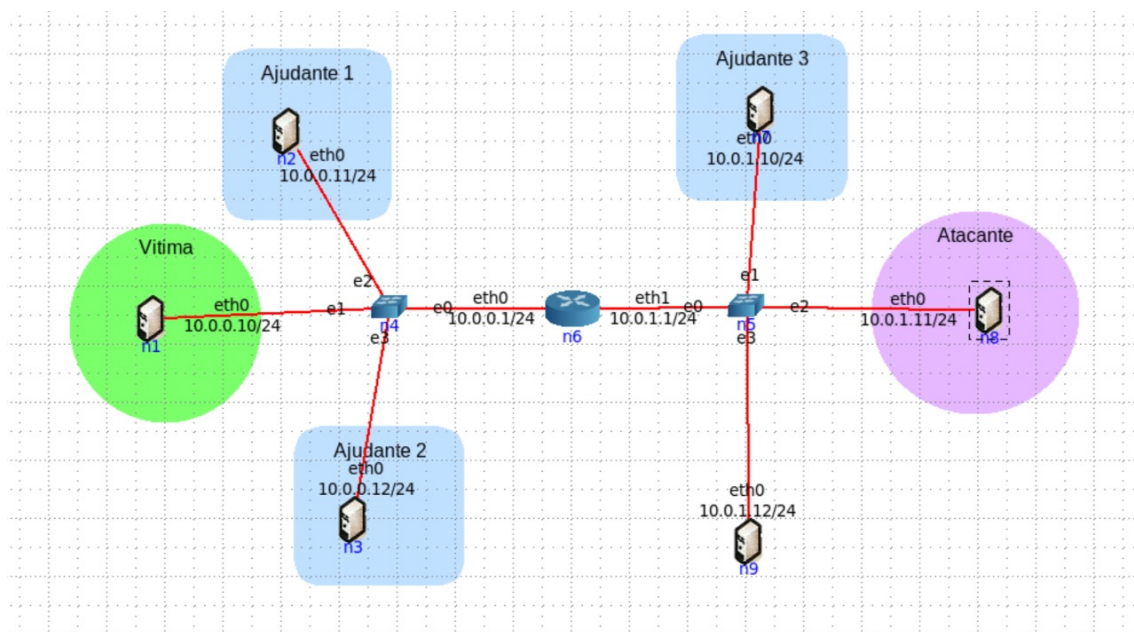 Ajudante 1
n2
eth0
10.0.0.11/24
Ajudante 3
eth0
n7
10.0.1.10/24
Vitima
eth0
10.0.0.10/24
n1
e1
e2
n4
e3
e0
eth0
10.0.0.1/24
n6
eth1
10.0.1.1/24
e0
e1
n5
e3
e2
Atacante
eth0
10.0.1.11/24
n8
Ajudante 2
eth0
10.0.0.12/24
n3
eth0
10.0.1.12/24
n9